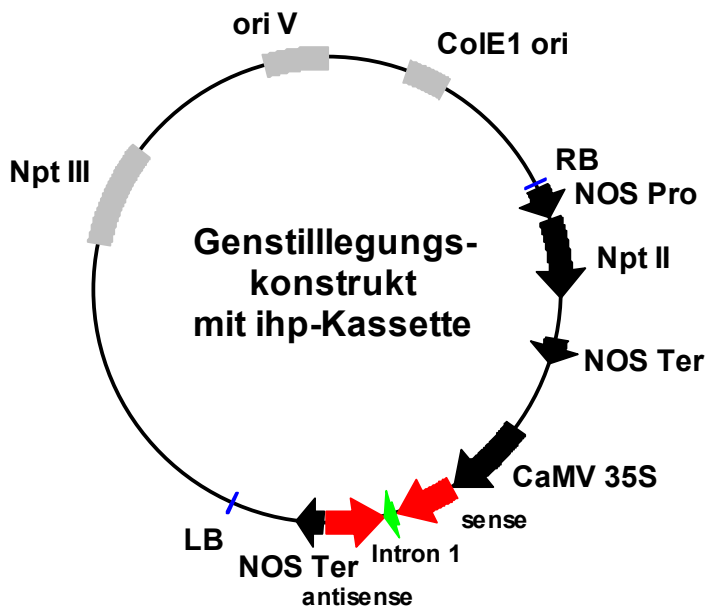 ori V
ColE1 ori
RB
NOS Pro
Npt III
Npt II
Genstilllegungs-
konstrukt
mit ihp-Kassette
NOS Ter
CaMV 35S
sense
LB
NOS Ter
Intron 1
antisense